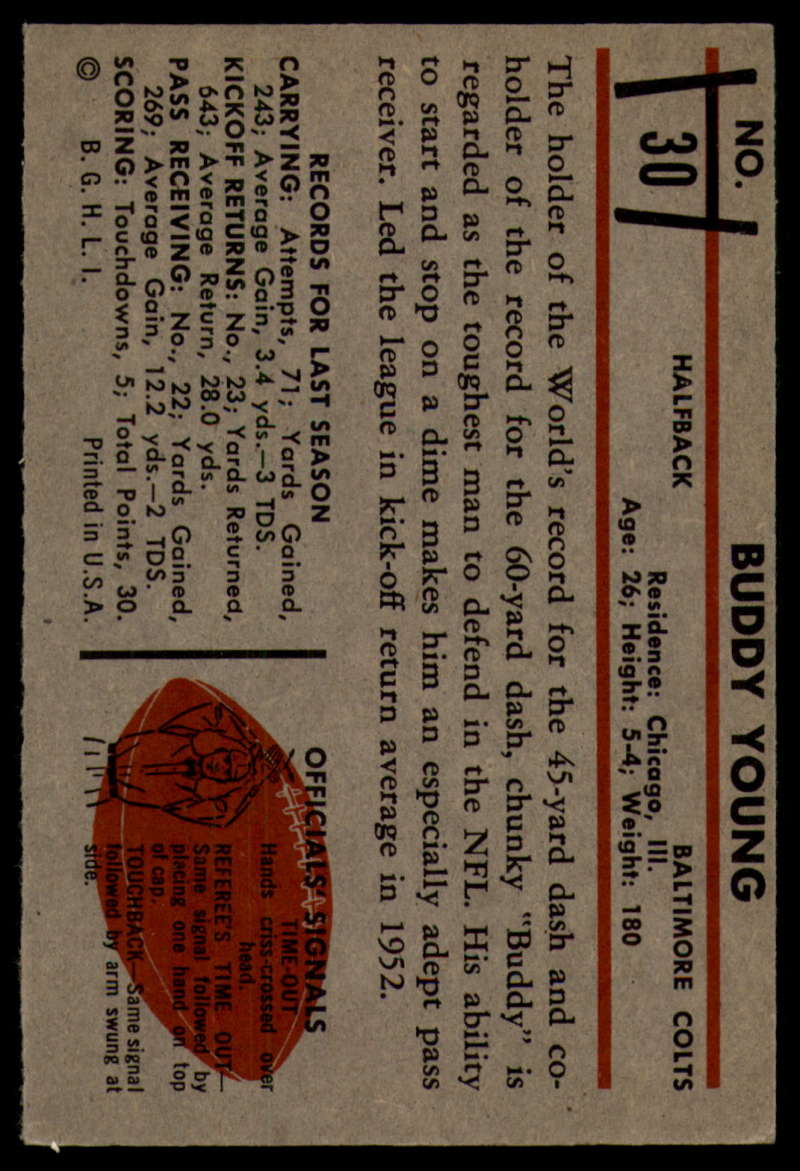 NO.
30
BUDDY YOUNG
HALFBACK
BALTIMORE COLTS
Residence: Chicago, Ill.
Age: 26; Height: 5-4; Weight: 180
The holder of the World's record for the 45-yard dash and co-
holder of the record for the 60-yard dash, chunky "Buddy" is
regarded as the toughest man to defend in the NFL. His ability
to start and stop on a dime makes him an especially adept pass
receiver. Led the league in kick-off return average in 1952.
RECORDS FOR LAST SEASON
CARRYING: Attempts, 71; Yards Gained,
243; Average Gain, 3.4 yds.—3 TDS.
KICKOFF RETURNS: No., 23; Yards Returned,
643; Average Return, 28.0 yds.
PASS RECEIVING: No., 22; Yards Gained,
269; Average Gain, 12.2 yds.—2 TDS.
SCORING: Touchdowns, 5; Total Points, 30.
© B. G. H. L. I.
Printed in U.S.A.
OFFICIALS SIGNALS
TIME-OUT
Hands criss-crossed over
head.
REFEREE'S TIME OUT—
Same signal followed by
placing one hand on top
of cap.
TOUCHBACK—Same signal
followed by arm swung at
side.